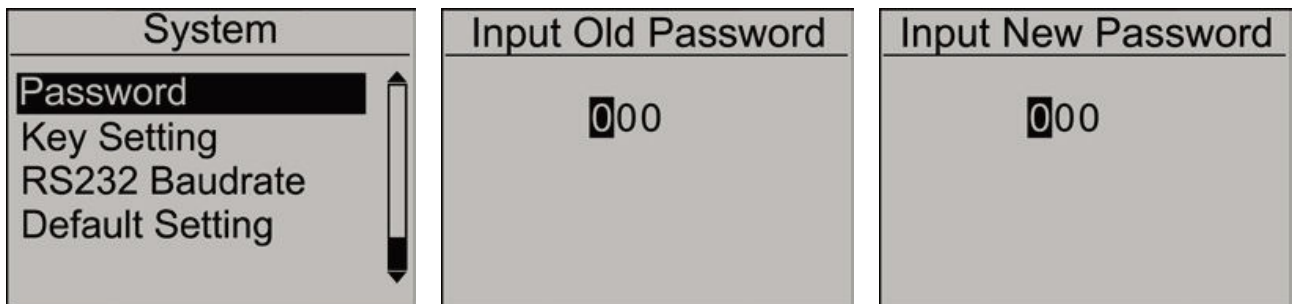 System
Password
Key Setting
RS232 Baudrate
Default Setting
Input Old Password
000
Input New Password
000